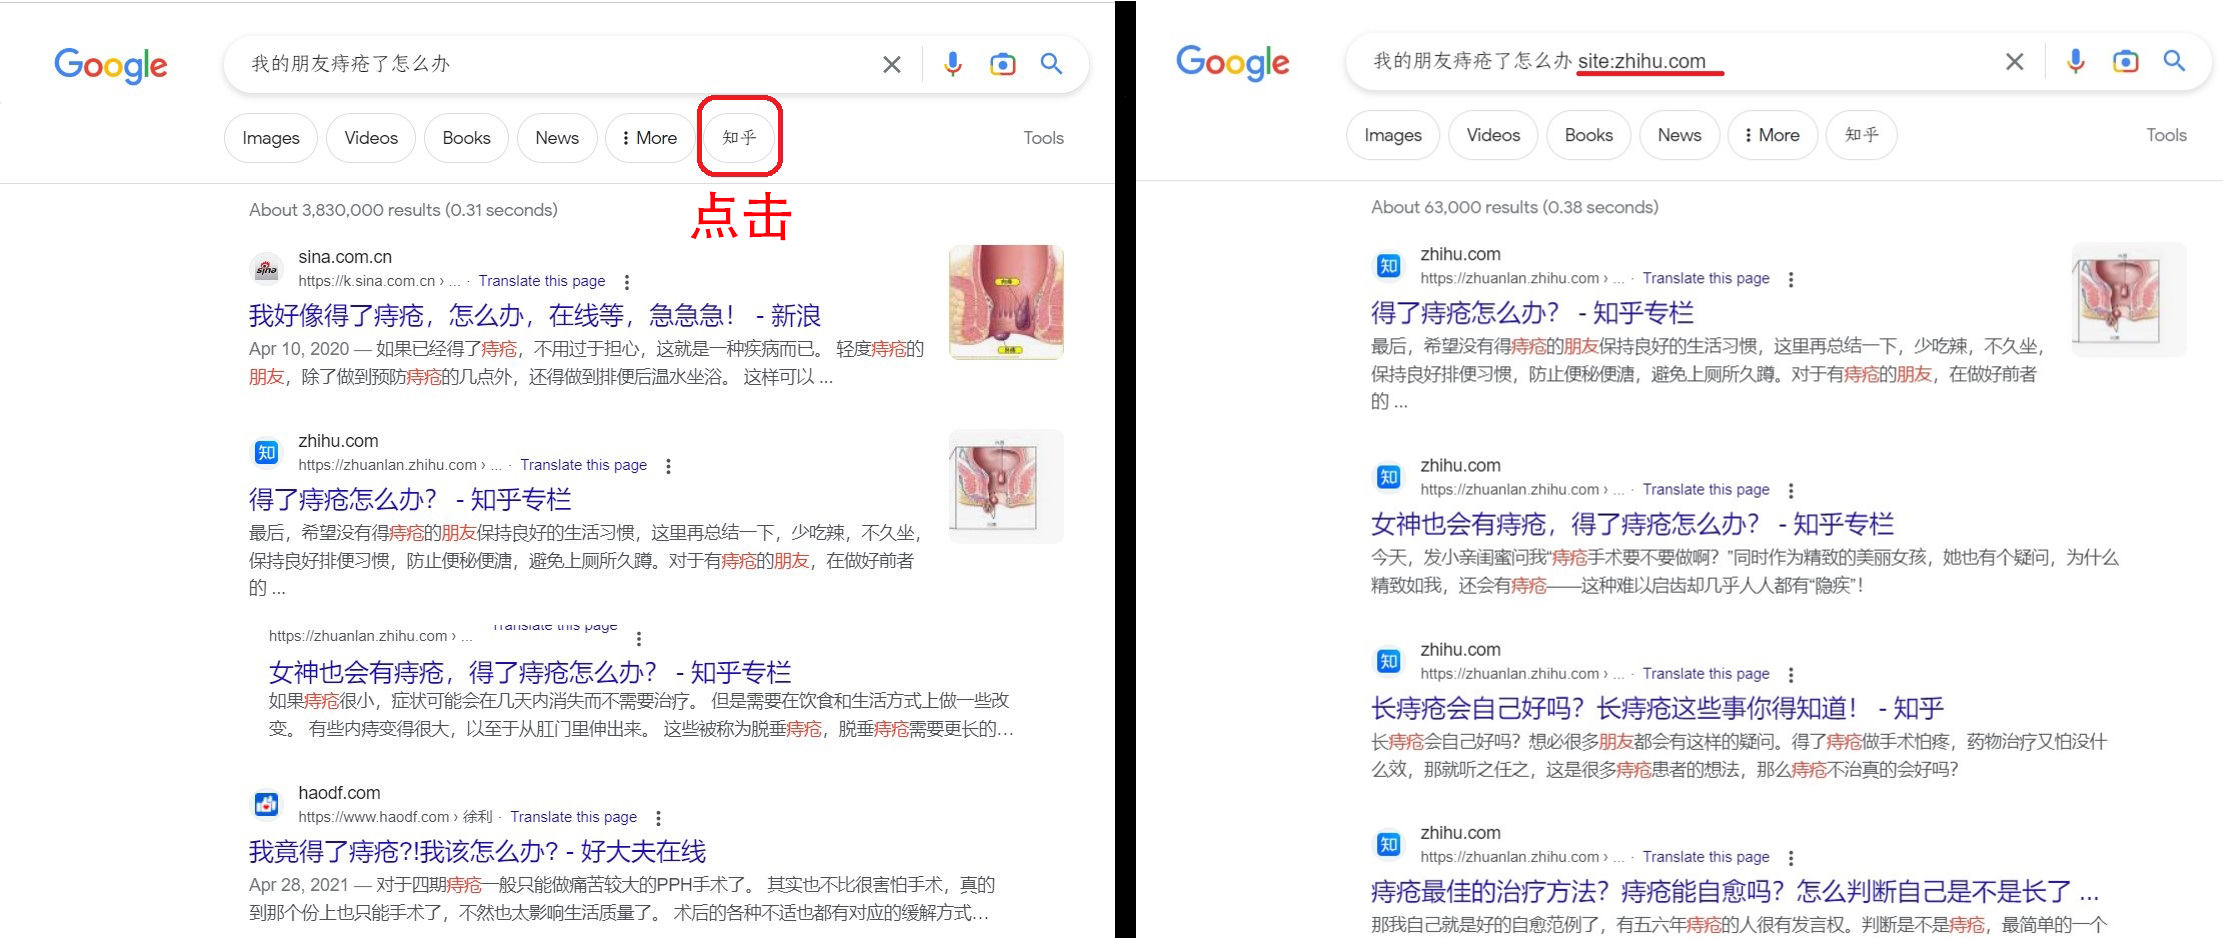 Google
我的朋友痔疮了怎么办
Images
Videos
Books
News
More
知乎
Tools
点击
About 3,830,000 results (0.31 seconds)
sina
sina.com.cn
https://k.sina.com.cn › ... · Translate this page
我好像得了痔疮，怎么办，在线等，急急急！ - 新浪
Apr 10, 2020 — 如果已经得了痔疮，不用过于担心，这就是一种疾病而已。 轻度痔疮的
朋友，除了做到预防痔疮的几点外，还得做到排便后温水坐浴。 这样可以 ...
知
zhihu.com
https://zhuanlan.zhihu.com › ... · Translate this page
得了痔疮怎么办？ - 知乎专栏
最后，希望没有得痔疮的朋友保持良好的生活习惯，这里再总结一下，少吃辣，不久坐，
保持良好排便习惯，防止便秘便溏，避免上厕所久蹲。对于有痔疮的朋友，在做好前者
的 ...
https://zhuanlan.zhihu.com › ... Translate this page
女神也会有痔疮，得了痔疮怎么办？ - 知乎专栏
如果痔疮很小，症状可能会在几天内消失而不需要治疗。 但是需要在饮食和生活方式上做一些改
变。 有些内痔变得很大，以至于从肛门里伸出来。 这些被称为脱垂痔疮，脱垂痔疮需要更长的...
haodf.com
https://www.haodf.com › 徐利 · Translate this page
我竟得了痔疮?!我该怎么办? - 好大夫在线
Apr 28, 2021 — 对于四期痔疮一般只能做痛苦较大的PPH手术了。 其实也不比很害怕手术，真的
到那个份上也只能手术了，不然也太影响生活质量了。 术后的各种不适也都有对应的缓解方式...
Google
我的朋友痔疮了怎么办 site:zhihu.com
Images
Videos
Books
News
More
知乎
Tools
About 63,000 results (0.38 seconds)
知
zhihu.com
https://zhuanlan.zhihu.com › ... · Translate this page
得了痔疮怎么办？ - 知乎专栏
最后，希望没有得痔疮的朋友保持良好的生活习惯，这里再总结一下，少吃辣，不久坐，
保持良好排便习惯，防止便秘便溏，避免上厕所久蹲。对于有痔疮的朋友，在做好前者
的 ...
知
zhihu.com
https://zhuanlan.zhihu.com › ... · Translate this page
女神也会有痔疮，得了痔疮怎么办？ - 知乎专栏
今天，发小亲闺蜜问我“痔疮手术要不要做啊？”同时作为精致的美丽女孩，她也有个疑问，为什么
精致如我，还会有痔疮——这种难以启齿却几乎人人都有“隐疾”！
知
zhihu.com
https://zhuanlan.zhihu.com › ... · Translate this page
长痔疮会自己好吗？长痔疮这些事你得知道！ - 知乎
长痔疮会自己好吗？想必很多朋友都会有这样的疑问。得了痔疮做手术怕疼，药物治疗又怕没什
么效，那就听之任之，这是很多痔疮患者的想法，那么痔疮不治真的会好吗？
知
zhihu.com
https://zhuanlan.zhihu.com › ... · Translate this page
痔疮最佳的治疗方法？痔疮能自愈吗？怎么判断自己是不是长了 ...
那我自己就是好的自愈范例了，有五六年痔疮的人很有发言权。判断是不是痔疮，最简单的一个